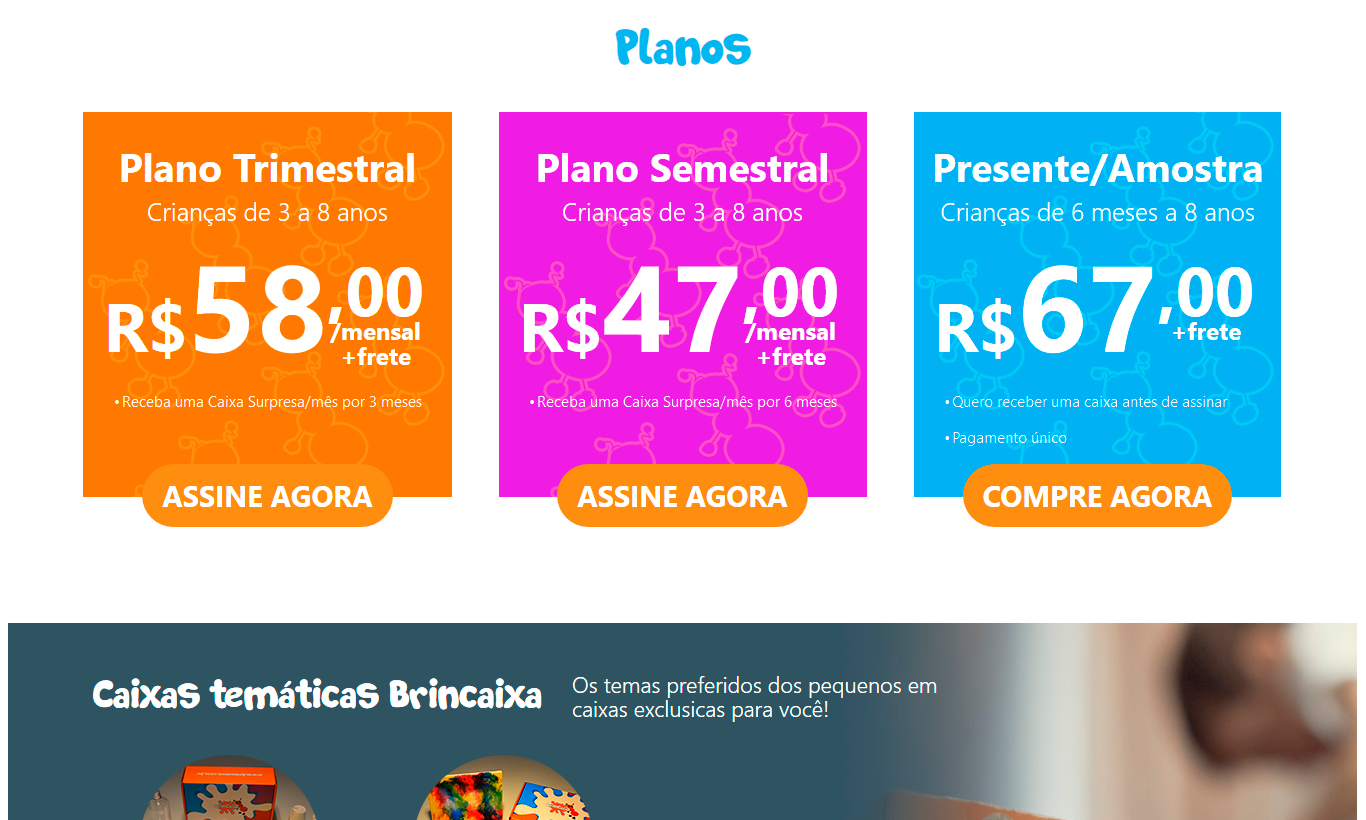 Planos
Plano Trimestral
Crianças de 3 a 8 anos
R$58,00
/mensal
+frete
• Receba uma Caixa Surpresa/mês por 3 meses
ASSINE AGORA
Plano Semestral
Crianças de 3 a 8 anos
R$47,00
/mensal
+frete
• Receba uma Caixa Surpresa/mês por 6 meses
ASSINE AGORA
Presente/Amostra
Crianças de 6 meses a 8 anos
R$67,00
+frete
• Quero receber uma caixa antes de assinar
• Pagamento único
COMPRE AGORA
Caixas temáticas Brincaixa
Os temas preferidos dos pequenos em
caixas exclusicas para você!